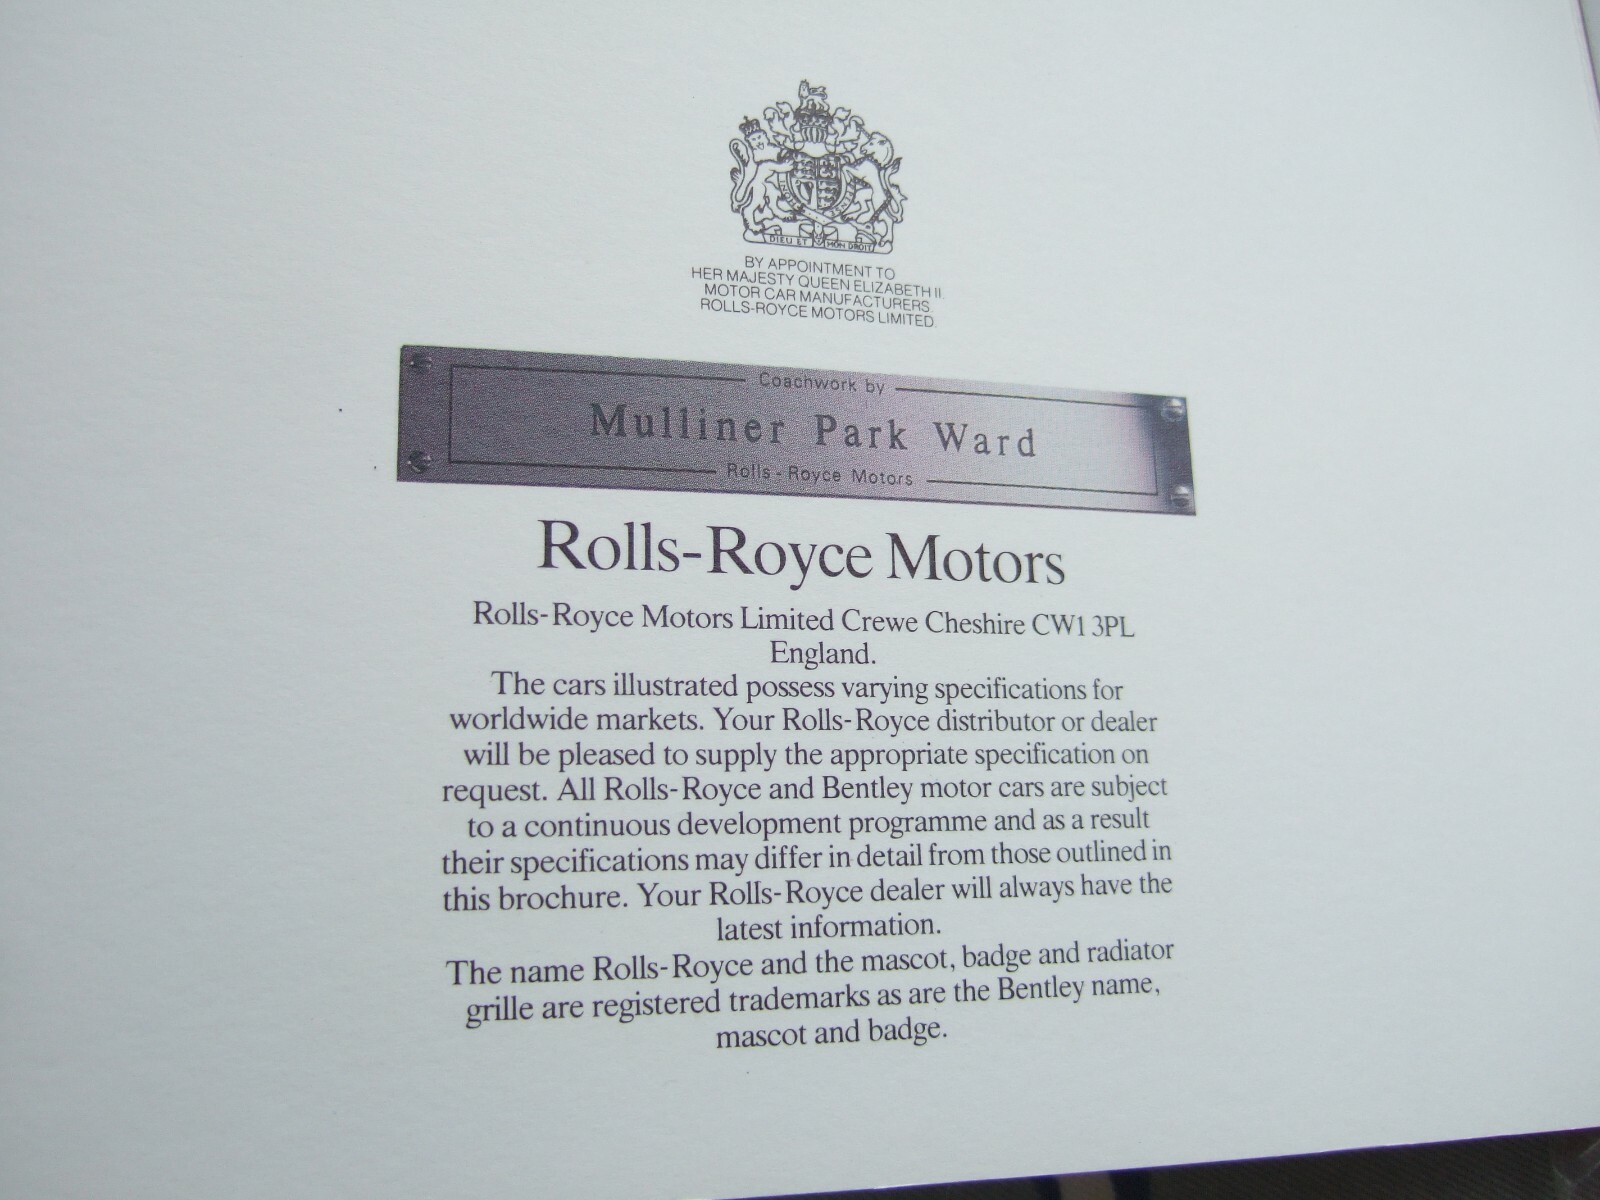 DIEU ET MON DROIT
BY APPOINTMENT TO
HER MAJESTY QUEEN ELIZABETH II
MOTOR CAR MANUFACTURERS
ROLLS-ROYCE MOTORS LIMITED
Coachwork by
Mulliner Park Ward
Rolls-Royce Motors
Rolls-Royce Motors
Rolls-Royce Motors Limited Crewe Cheshire CW1 3PL
England.
The cars illustrated possess varying specifications for
worldwide markets. Your Rolls-Royce distributor or dealer
will be pleased to supply the appropriate specification on
request. All Rolls-Royce and Bentley motor cars are subject
to a continuous development programme and as a result
their specifications may differ in detail from those outlined in
this brochure. Your Rolls-Royce dealer will always have the
latest information.
The name Rolls-Royce and the mascot, badge and radiator
grille are registered trademarks as are the Bentley name,
mascot and badge.